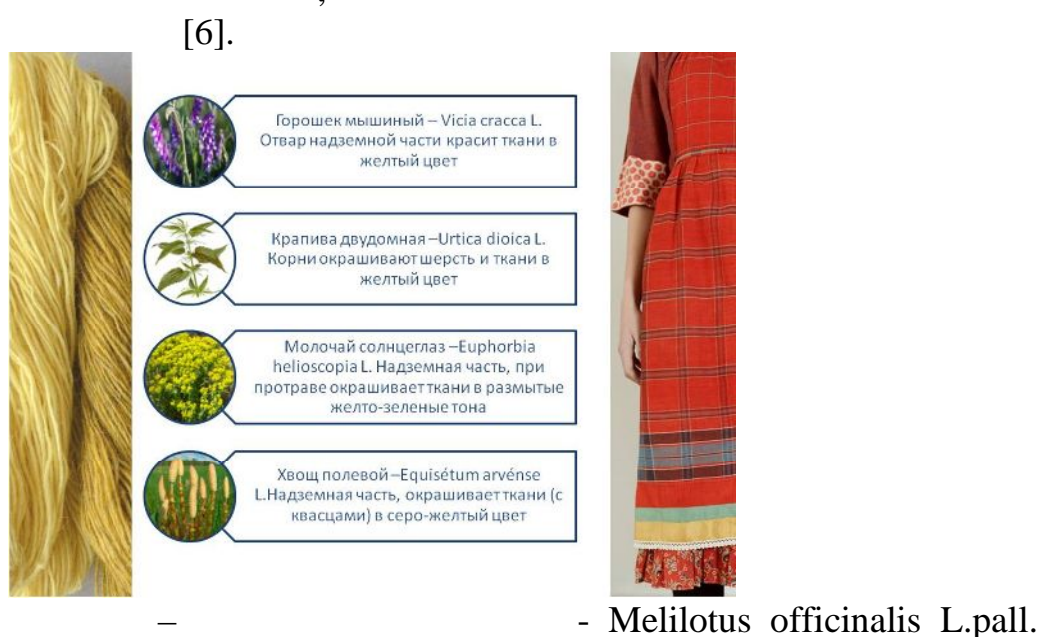 [6].
Горошек мышиный – Vicia cracca L.
Отвар надземной части красит ткани в
желтый цвет
Крапива двудомная –Urtica dioica L.
Корни окрашивают шерсть и ткани в
желтый цвет
Молочай солнцеглаз –Euphorbia
helioscopia L. Надземная часть, при
протраве окрашивает ткани в размытые
желто-зеленые тона
Хвощ полевой –Equisétum arvénse
L.Надземная часть, окрашивает ткани (с
квасцами) в серо-желтый цвет
– - Melilotus officinalis L.pall.